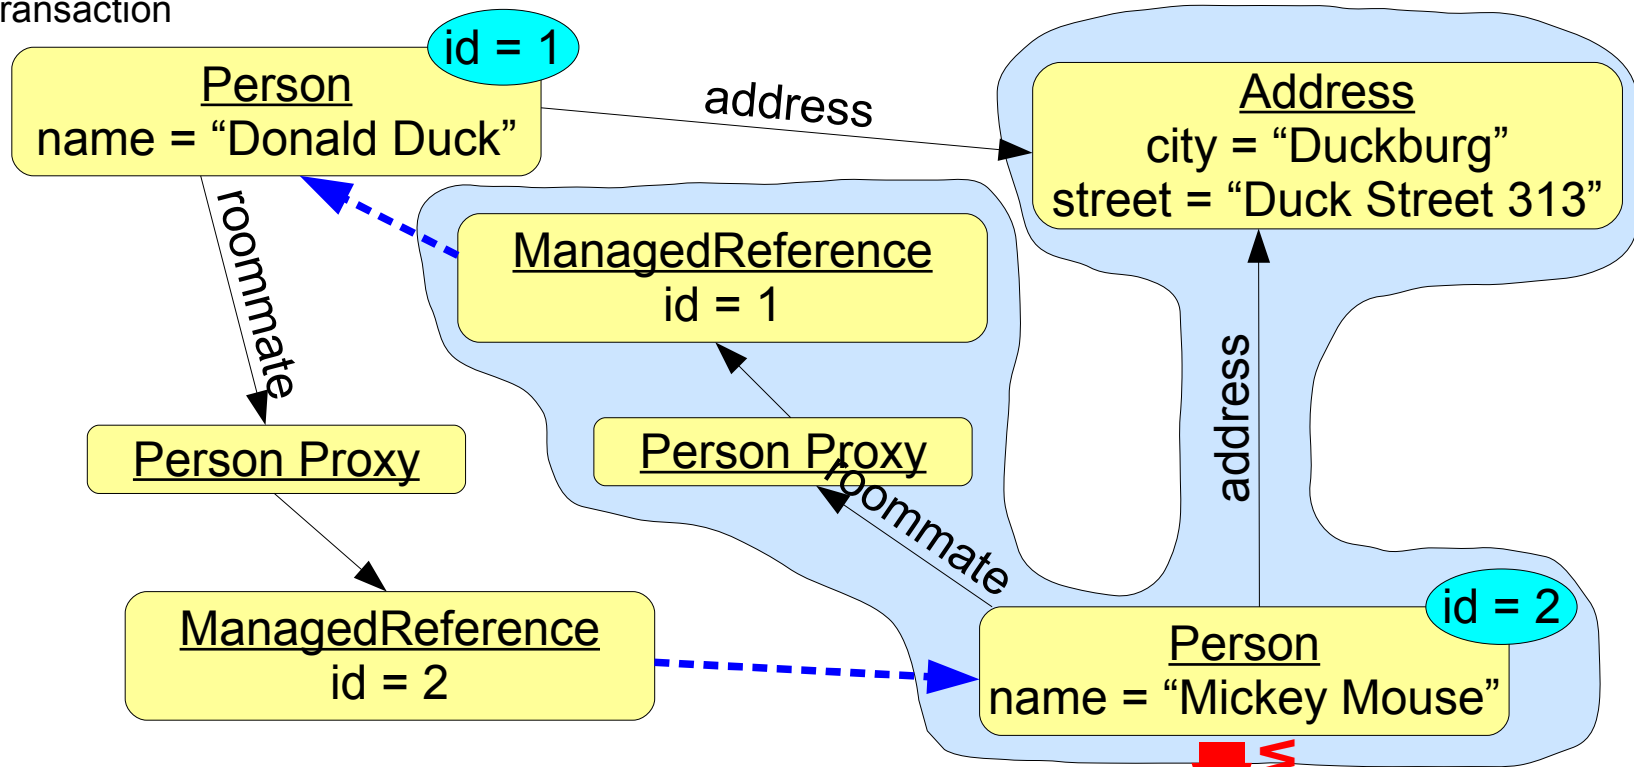 ransaction
id = 1
Person
name = “Donald Duck”
address
Address
city = “Duckburg”
street = “Duck Street 313”
roommate
ManagedReference
id = 1
address
Person Proxy
Person Proxy
roommate
id = 2
ManagedReference
id = 2
Person
name = “Mickey Mouse”